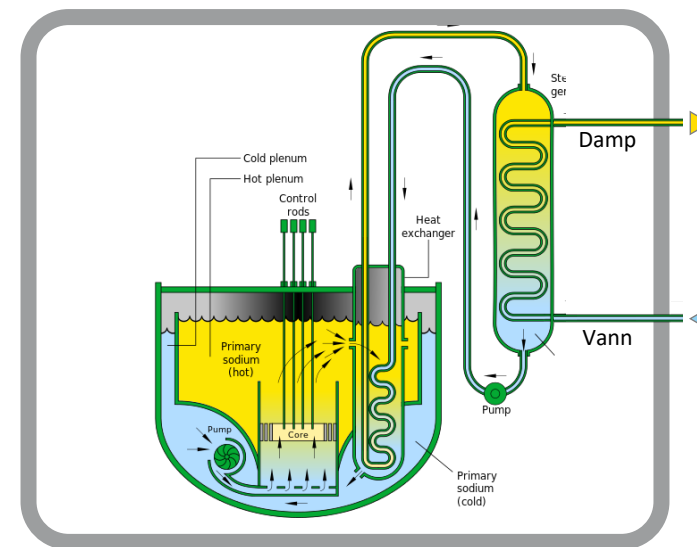 Cold plenum
Hot plenum
Control
rods
Heat
exchanger
Damp
Vann
Primary
sodium
(hot)
Pump
Core
Pump
Primary
sodium
(cold)